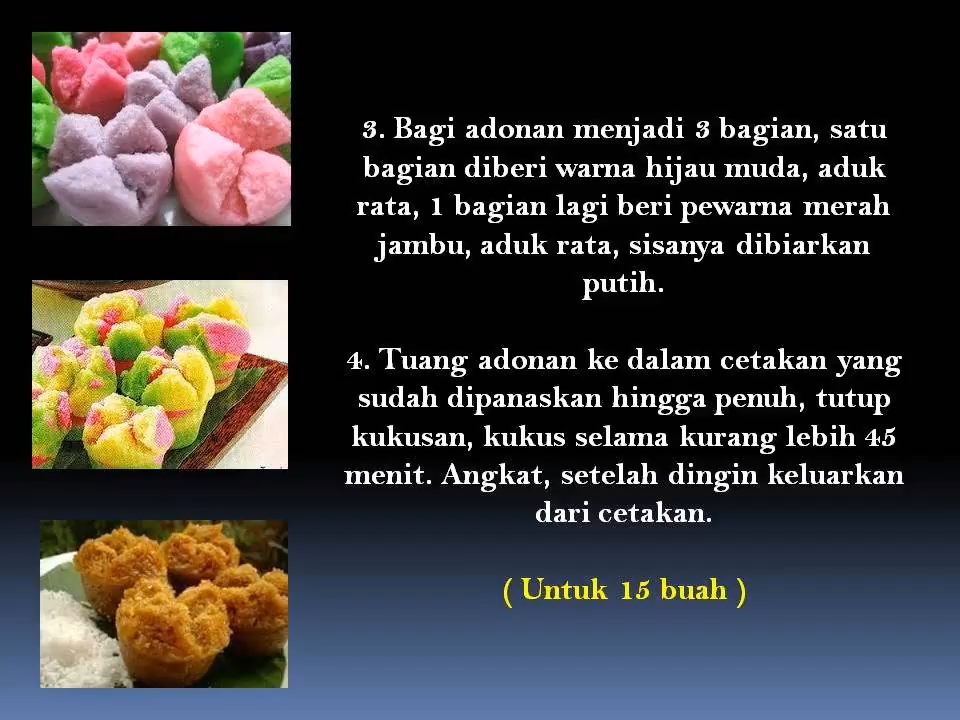 3. Bagi adonan menjadi 3 bagian, satu
bagian diberi warna hijau muda, aduk
rata, 1 bagian lagi beri pewarna merah
jambu, aduk rata, sisanya dibiarkan
putih.
4. Tuang adonan ke dalam cetakan yang
sudah dipanaskan hingga penuh, tutup
kukusan, kukus selama kurang lebih 45
menit. Angkat, setelah dingin keluarkan
dari cetakan.
( Untuk 15 buah )